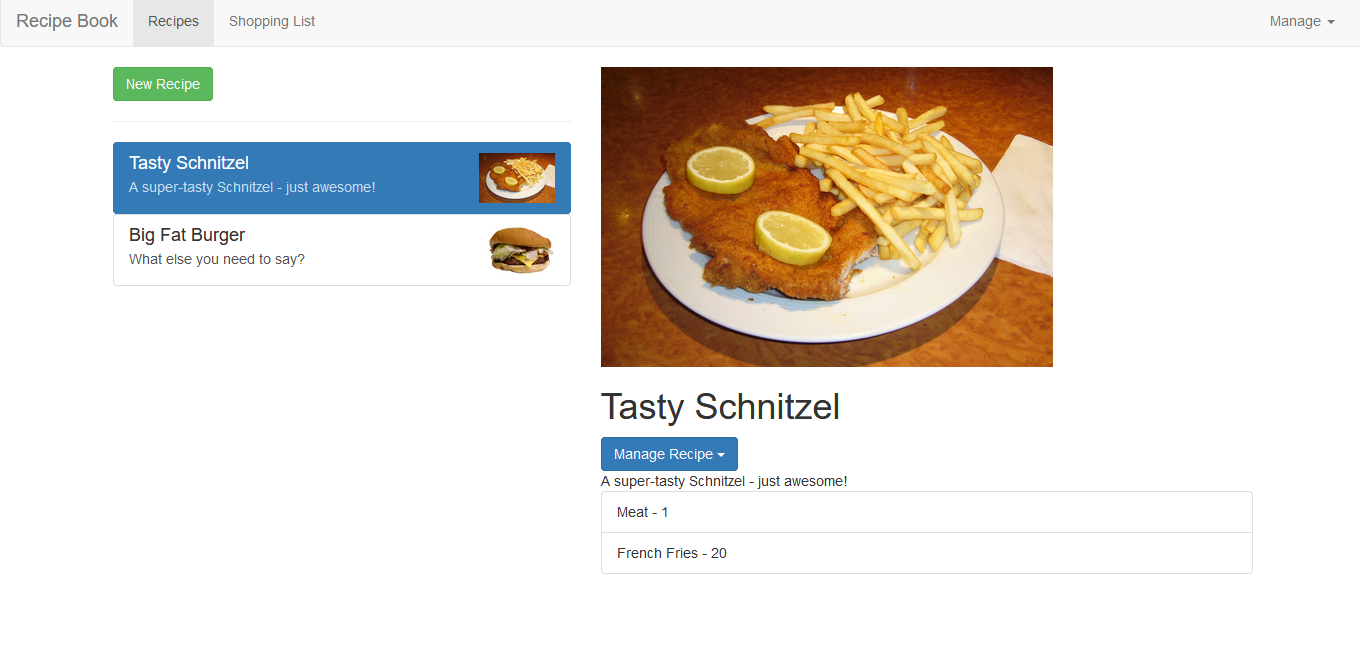 Recipe Book Recipes Shopping List Manage
New Recipe
Tasty Schnitzel
A super-tasty Schnitzel - just awesome!
Big Fat Burger
What else you need to say?
Tasty Schnitzel
Manage Recipe
A super-tasty Schnitzel - just awesome!
Meat - 1
French Fries - 20